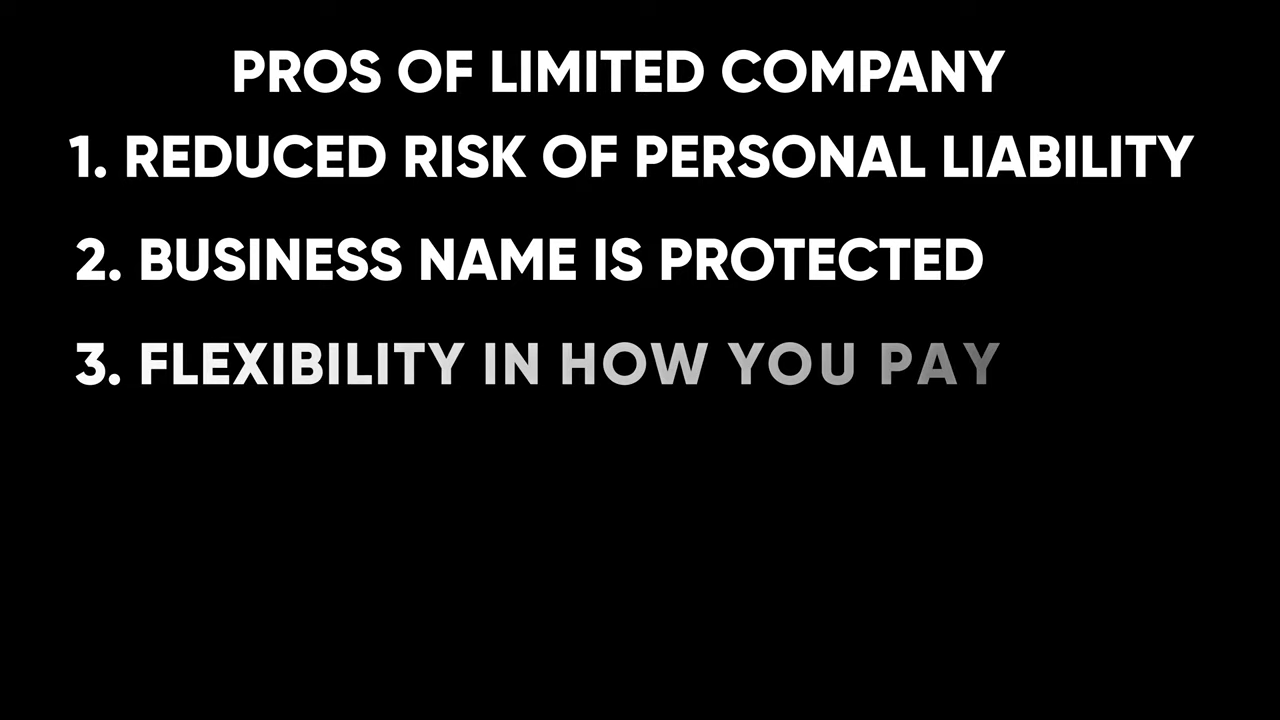 PROS OF LIMITED COMPANY
1. REDUCED RISK OF PERSONAL LIABILITY
2. BUSINESS NAME IS PROTECTED
3. FLEXIBILITY IN HOW YOU PAY